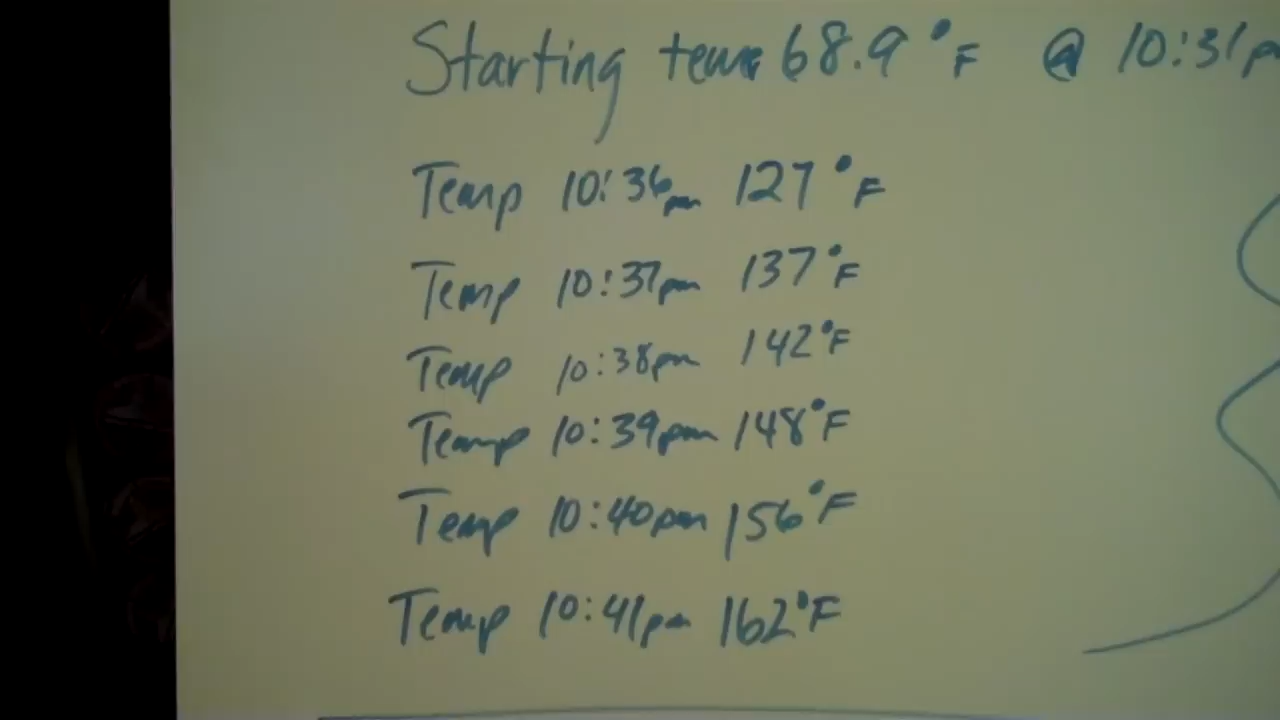 Starting temp 68.9°F @ 10:31p
Temp 10:36pm 127°F
Temp 10:37pm 137°F
Temp 10:38pm 142°F
Temp 10:39pm 148°F
Temp 10:40pm 156°F
Temp 10:41pm 162°F